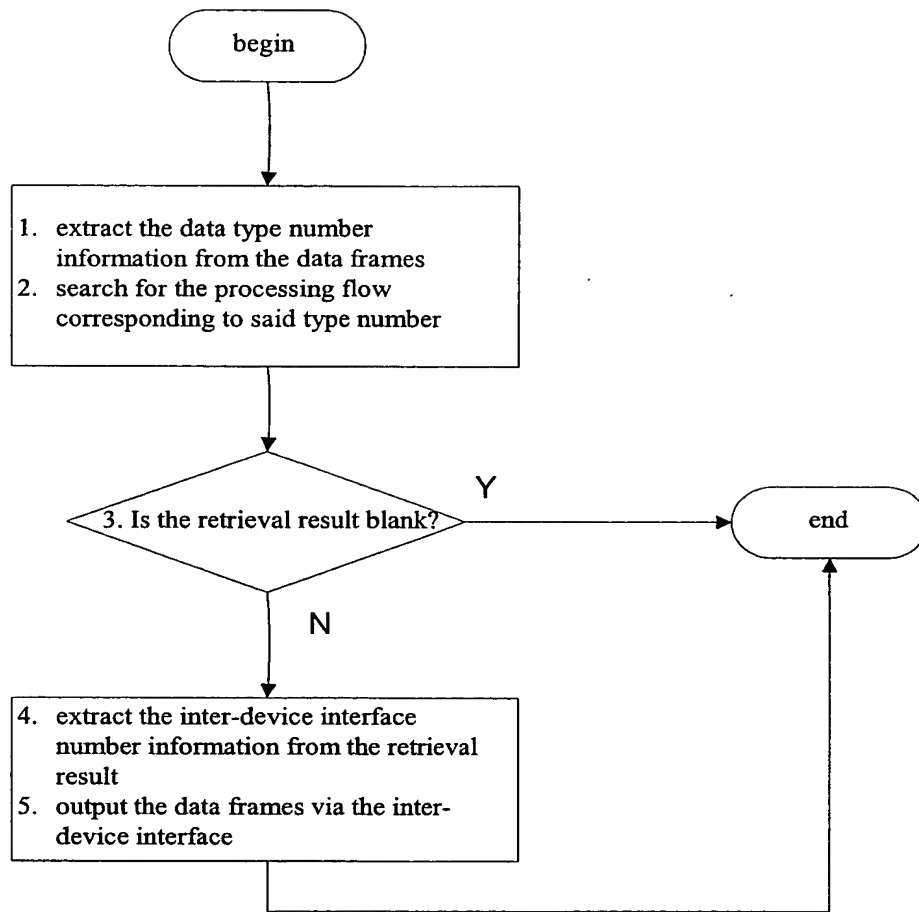 begin
1. extract the data type number
information from the data frames
2. search for the processing flow
corresponding to said type number
3. Is the retrieval result blank?
Y
end
N
4. extract the inter-device interface
number information from the retrieval
result
5. output the data frames via the inter-
device interface